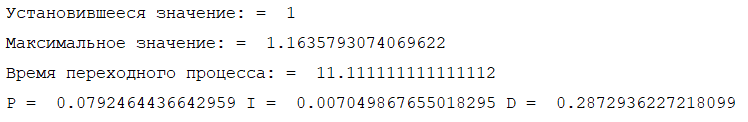 Установившееся значение: =  1
Максимальное значение: =  1.1635793074069622
Время переходного процесса: =  11.111111111111112
P =  0.0792464436642959 I =  0.007049867655018295 D =  0.2872936227218099